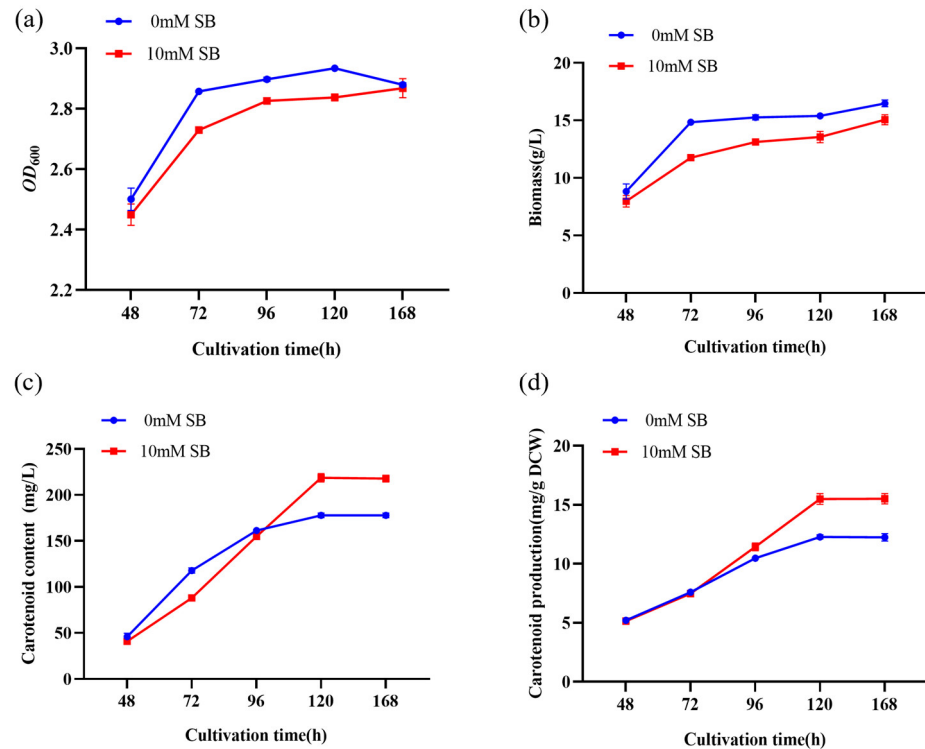 (a)
0mM SB
10mM SB
3.0
2.8
2.6
2.4
2.2
OD600
48 72 96 120 168
Cultivation time(h)
(b)
0mM SB
10mM SB
20
15
10
5
0
Biomass(g/L)
48 72 96 120 168
Cultivation time(h)
(c)
0mM SB
10mM SB
250
200
150
100
50
0
Carotenoid content (mg/L)
48 72 96 120 168
Cultivation time(h)
(d)
0mM SB
10mM SB
20
15
10
5
0
Carotenoid production(mg/g DCW)
48 72 96 120 168
Cultivation time(h)